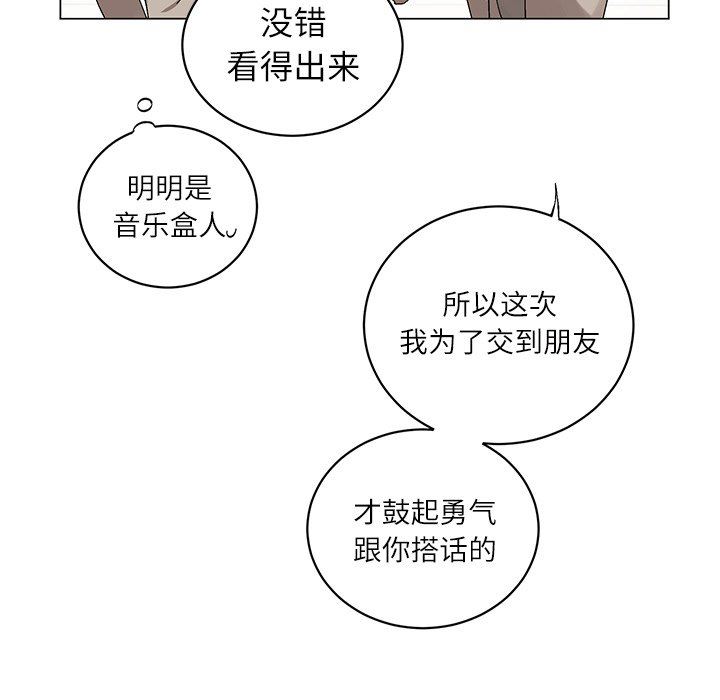 没错
看得出来
明明是
音乐盒人
所以这次
我为了交到朋友
才鼓起勇气
跟你搭话的